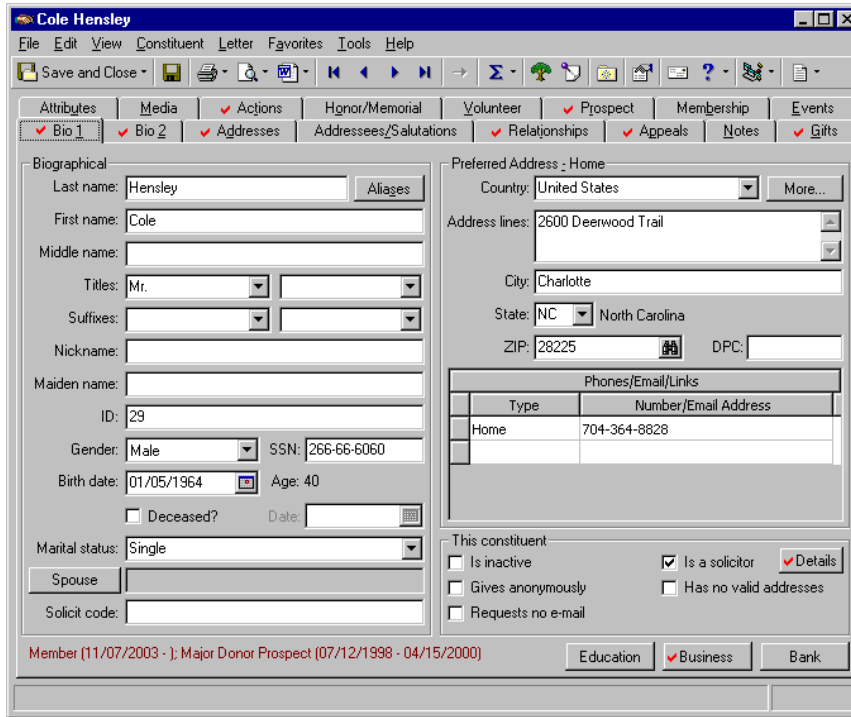 Cole Hensley
File Edit View Constituent Letter Favorites Tools Help
Save and Close
Attributes Media Actions Honor/Memorial Volunteer Prospect Membership Events
Bio 1 Bio 2 Addresses Addressees/Salutations Relationships Appeals Notes Gifts
Biographical
Last name: Hensley Aliases
First name: Cole
Middle name:
Titles: Mr.
Suffixes:
Nickname:
Maiden name:
ID: 29
Gender: Male SSN: 266-66-6060
Birth date: 01/05/1964 Age: 40
Deceased? Date:
Marital status: Single
Spouse
Solicit code:
Preferred Address - Home
Country: United States More...
Address lines: 2600 Deerwood Trail
City: Charlotte
State: NC North Carolina
ZIP: 28225 DPC:
Phones/Email/Links
Type Number/Email Address
Home 704-364-8828
This constituent
Is inactive Is a solicitor Details
Gives anonymously Has no valid addresses
Requests no e-mail
Member (11/07/2003 - ); Major Donor Prospect (07/12/1998 - 04/15/2000) Education Business Bank